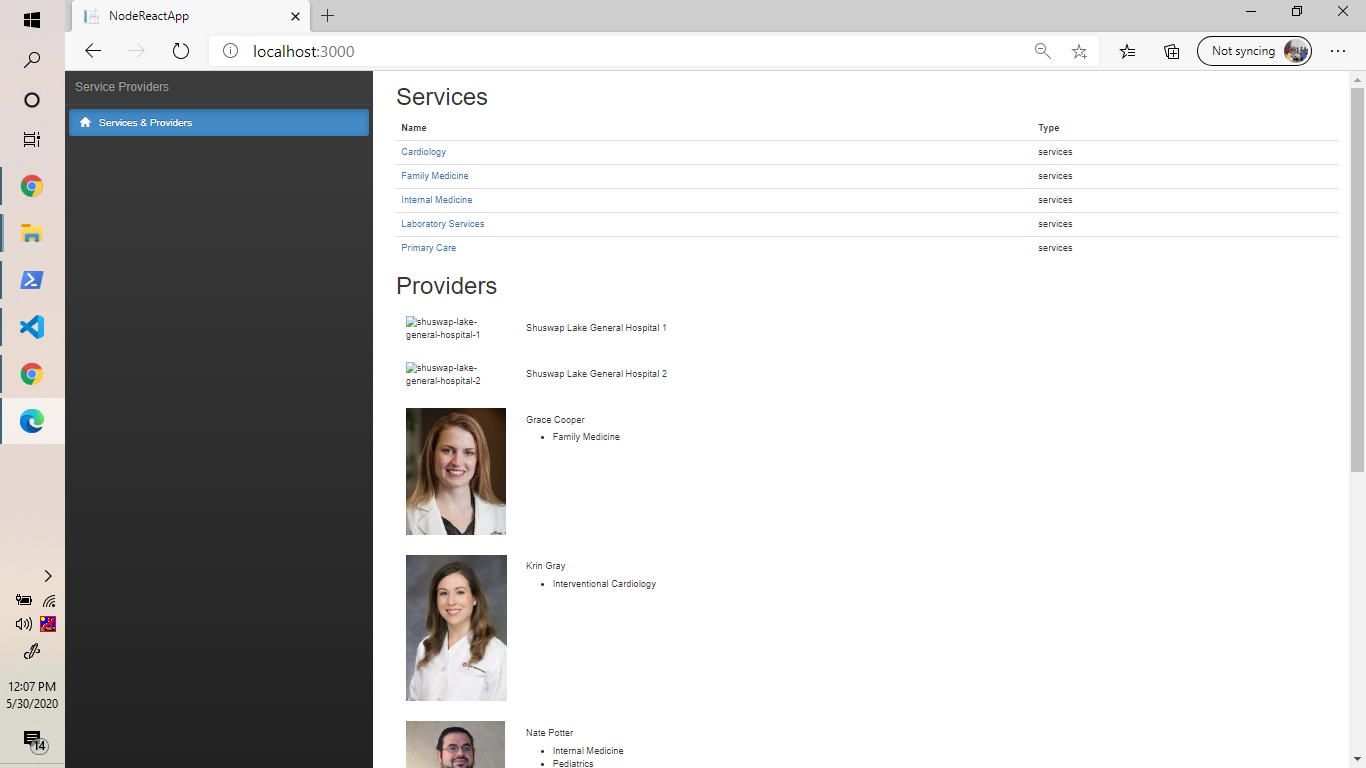 NodeReactApp
localhost:3000
Not syncing
Service Providers
Services & Providers
Services
Name Type
Cardiology services
Family Medicine services
Internal Medicine services
Laboratory Services services
Primary Care services
Providers
shuswap-lake-
general-hospital-1
Shuswap Lake General Hospital 1
shuswap-lake-
general-hospital-2
Shuswap Lake General Hospital 2
Grace Cooper
Family Medicine
Krin Gray
Interventional Cardiology
Nate Potter
Internal Medicine
Pediatrics
12:07 PM
5/30/2020
14